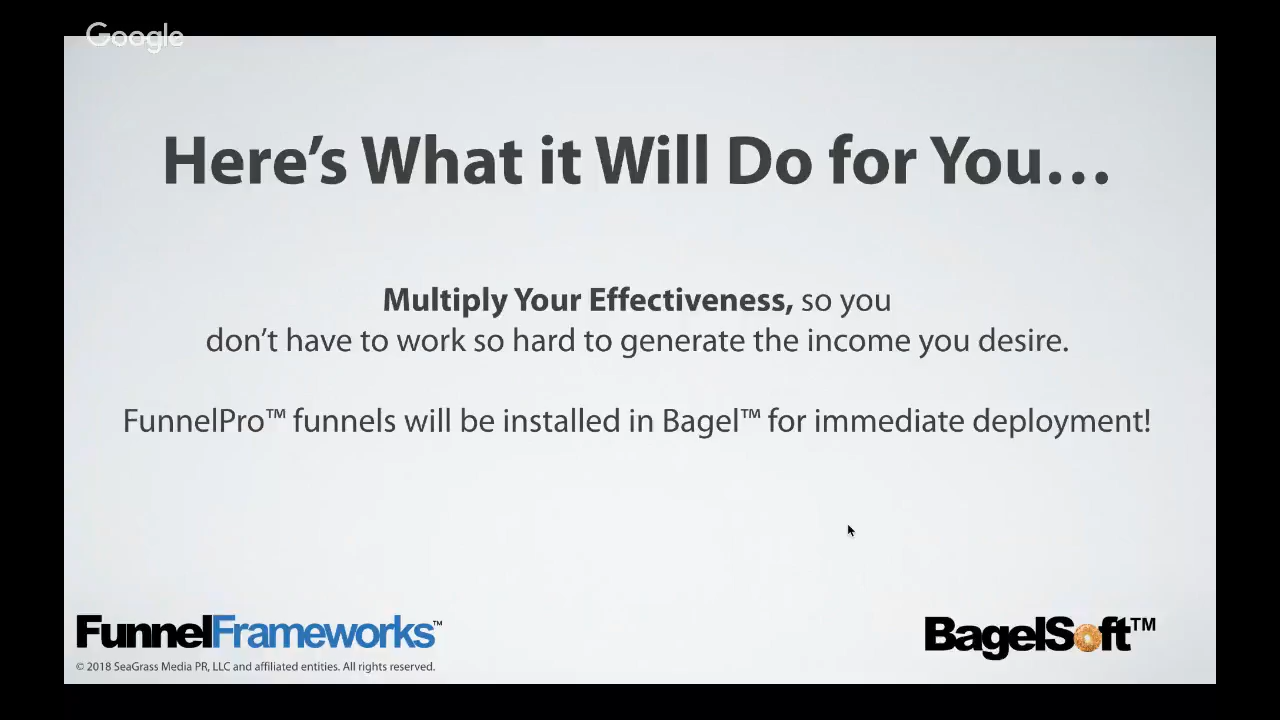 Google
Here's What it Will Do for You…
Multiply Your Effectiveness, so you
don't have to work so hard to generate the income you desire.
FunnelPro™ funnels will be installed in Bagel™ for immediate deployment!
FunnelFrameworks™
BagelSoft™
© 2018 SeaGrass Media PR, LLC and affiliated entities. All rights reserved.